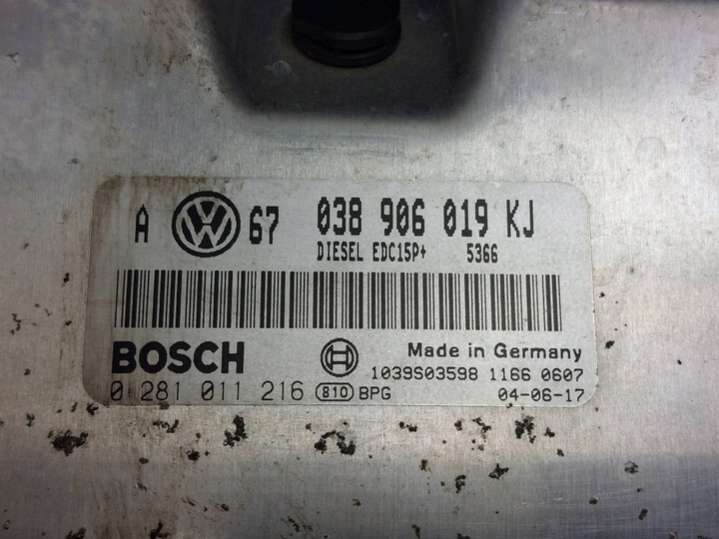 A VW 67 038 906 019 KJ
DIESEL EDC15P+ 5366
BOSCH Made in Germany
1039S03598 1166 0607
0 281 011 216 810 BPG 04-06-17